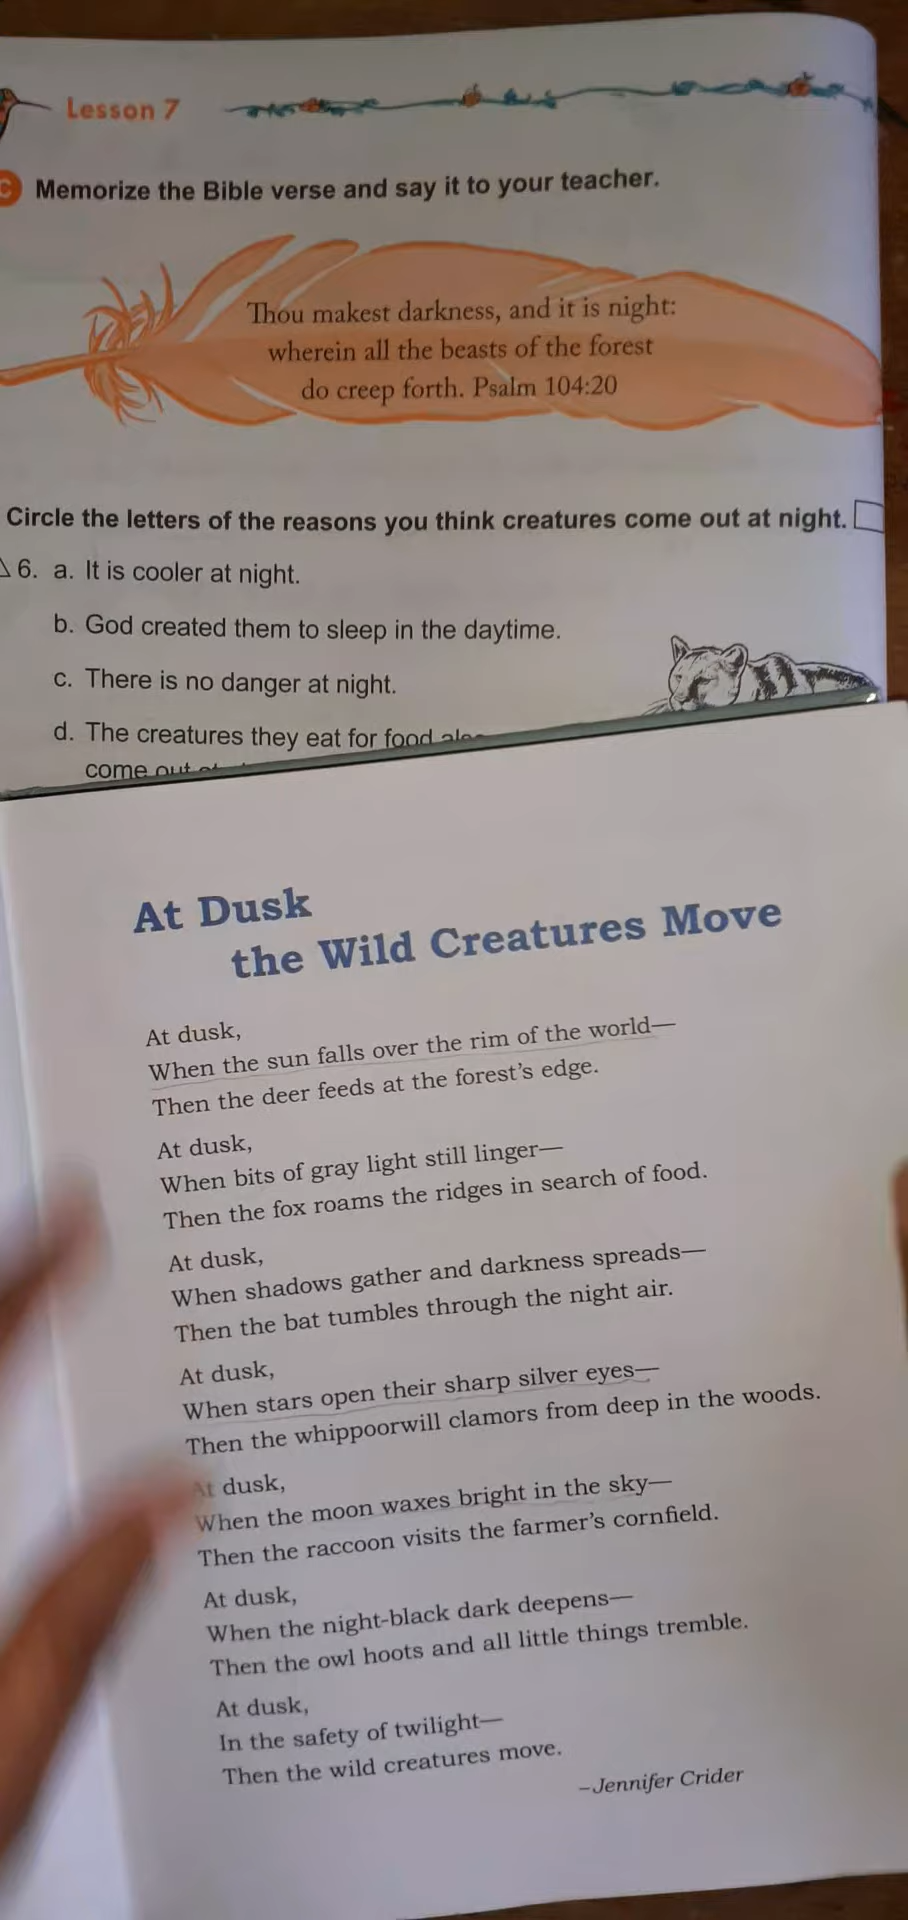 Lesson 7
C Memorize the Bible verse and say it to your teacher.
Thou makest darkness, and it is night:
wherein all the beasts of the forest
do creep forth. Psalm 104:20
Circle the letters of the reasons you think creatures come out at night.
6. a. It is cooler at night.
b. God created them to sleep in the daytime.
c. There is no danger at night.
d. The creatures they eat for food
come out
At Dusk
the Wild Creatures Move
At dusk,
When the sun falls over the rim of the world—
Then the deer feeds at the forest's edge.
At dusk,
When bits of gray light still linger—
Then the fox roams the ridges in search of food.
At dusk,
When shadows gather and darkness spreads—
Then the bat tumbles through the night air.
At dusk,
When stars open their sharp silver eyes—
Then the whippoorwill clamors from deep in the woods.
At dusk,
When the moon waxes bright in the sky—
Then the raccoon visits the farmer's cornfield.
At dusk,
When the night-black dark deepens—
Then the owl hoots and all little things tremble.
At dusk,
In the safety of twilight—
Then the wild creatures move.
–Jennifer Crider